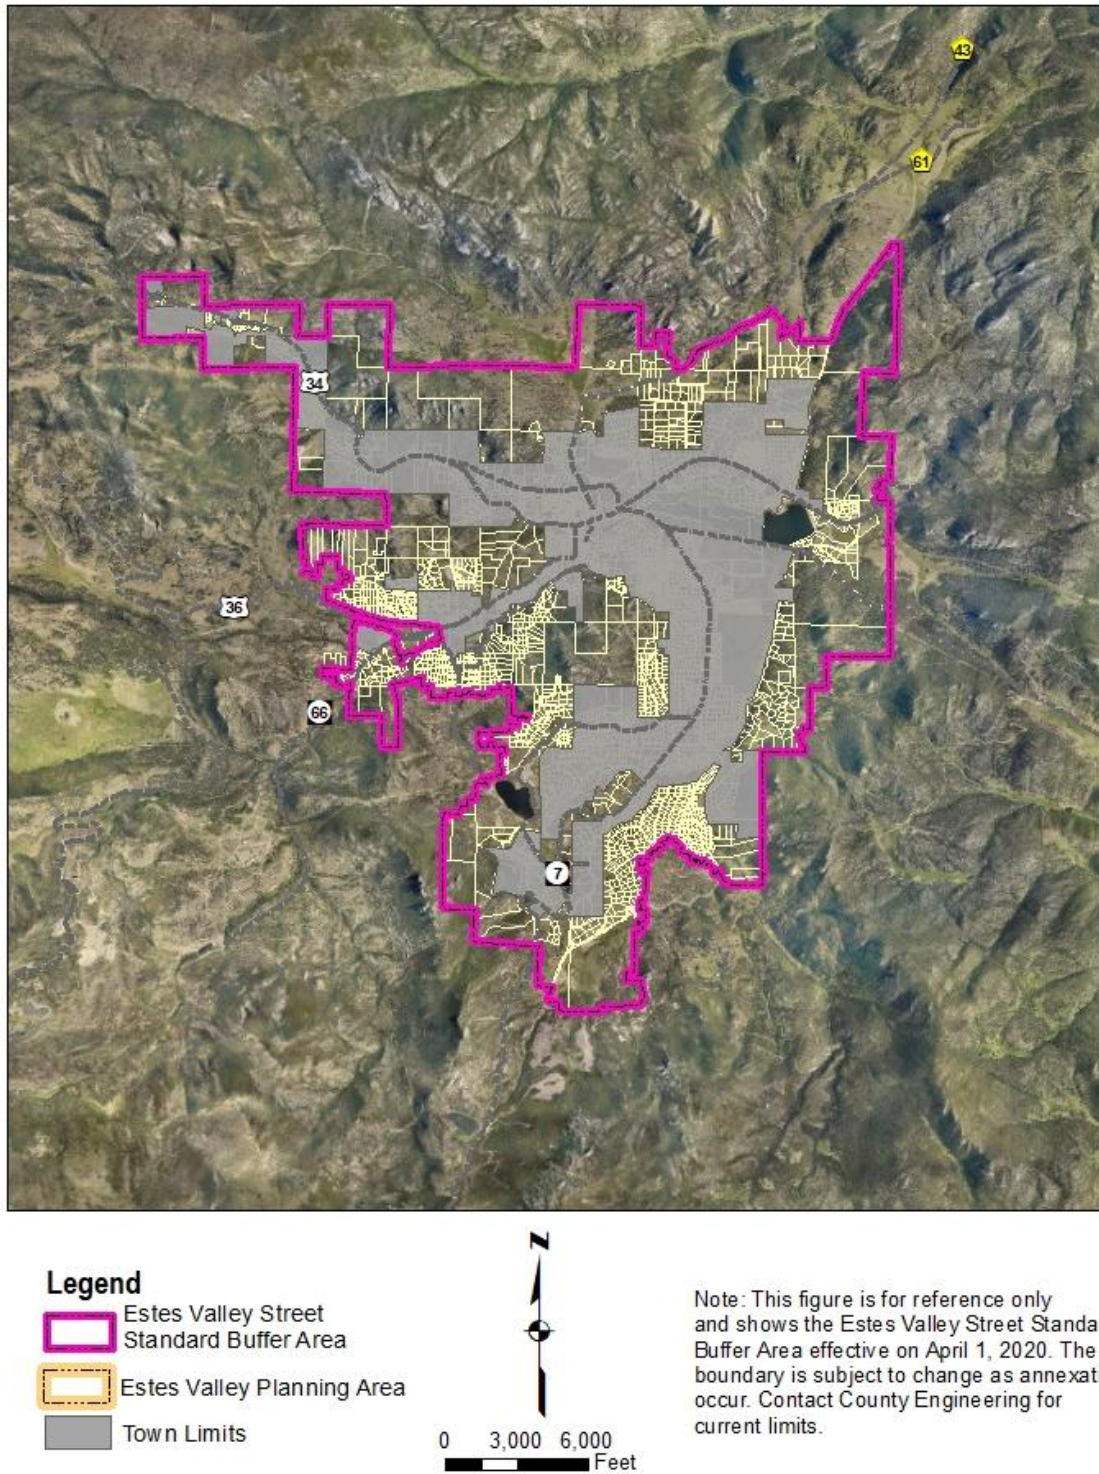 43
61
34
36
66
7
Legend
Estes Valley Street
Standard Buffer Area
Estes Valley Planning Area
Town Limits
N
0 3,000 6,000
Feet
Note: This figure is for reference only
and shows the Estes Valley Street Standa
Buffer Area effective on April 1, 2020. The
boundary is subject to change as annexati
occur. Contact County Engineering for
current limits.